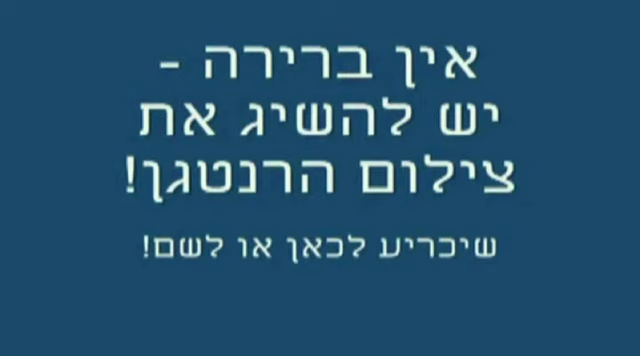 אין ברירה -
יש להשיג את
צילום הרנטגן!
שיכריע לכאן או לשם!